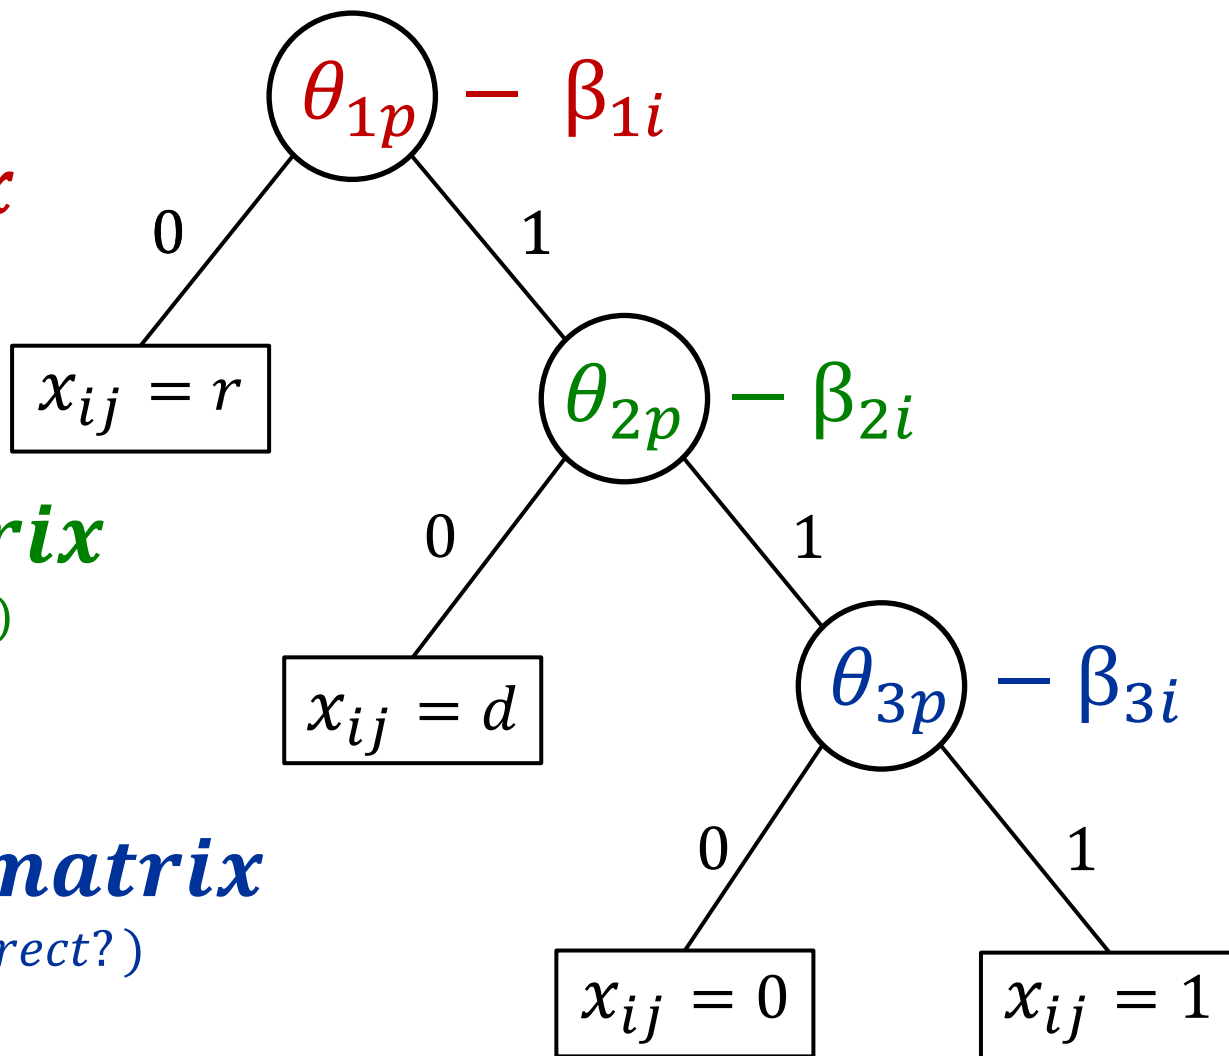 θ₁ₚ − β₁ᵢ
x
0 1
xᵢⱼ = r
θ₂ₚ − β₂ᵢ
rix
)
0 1
xᵢⱼ = d
θ₃ₚ − β₃ᵢ
matrix
rect? )
0 1
xᵢⱼ = 0
xᵢⱼ = 1